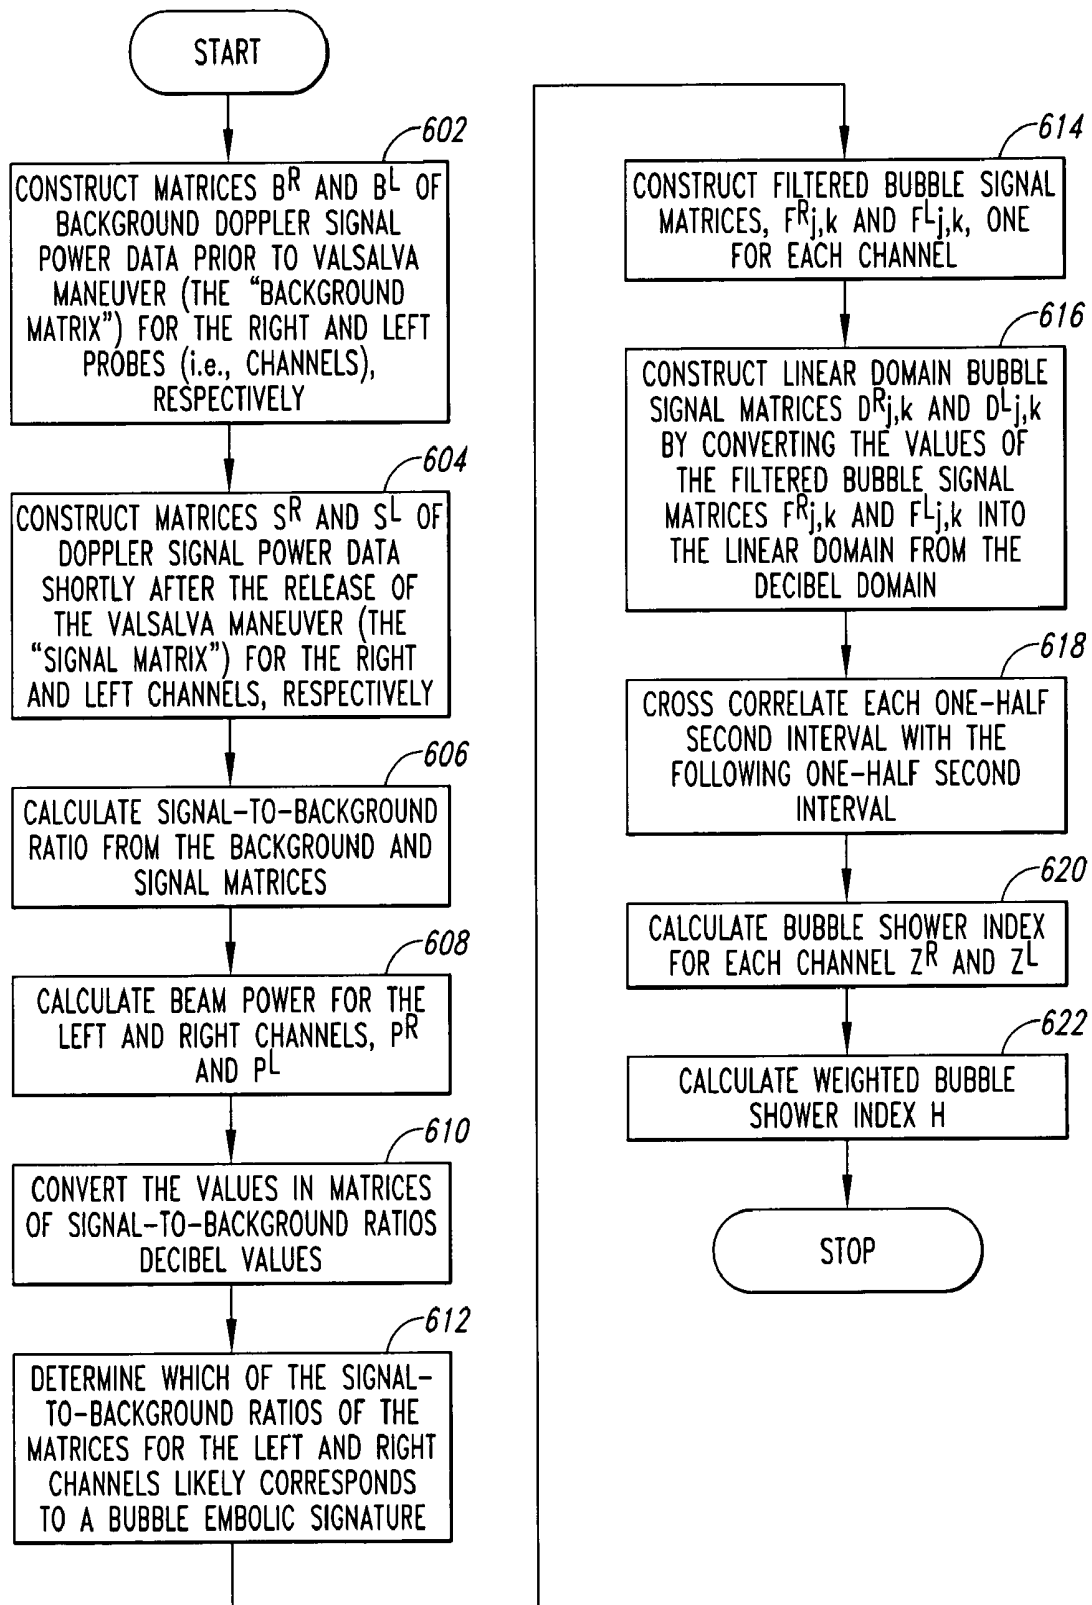 START
602
CONSTRUCT MATRICES B^R AND B^L OF
BACKGROUND DOPPLER SIGNAL
POWER DATA PRIOR TO VALSALVA
MANEUVER (THE “BACKGROUND
MATRIX”) FOR THE RIGHT AND LEFT
PROBES (i.e., CHANNELS),
RESPECTIVELY
604
CONSTRUCT MATRICES S^R AND S^L OF
DOPPLER SIGNAL POWER DATA
SHORTLY AFTER THE RELEASE OF
THE VALSALVA MANEUVER (THE
“SIGNAL MATRIX”) FOR THE RIGHT
AND LEFT CHANNELS, RESPECTIVELY
606
CALCULATE SIGNAL-TO-BACKGROUND
RATIO FROM THE BACKGROUND AND
SIGNAL MATRICES
608
CALCULATE BEAM POWER FOR THE
LEFT AND RIGHT CHANNELS, P^R
AND P^L
610
CONVERT THE VALUES IN MATRICES
OF SIGNAL-TO-BACKGROUND RATIOS
DECIBEL VALUES
612
DETERMINE WHICH OF THE SIGNAL-
TO-BACKGROUND RATIOS OF THE
MATRICES FOR THE LEFT AND RIGHT
CHANNELS LIKELY CORRESPONDS
TO A BUBBLE EMBOLIC SIGNATURE
614
CONSTRUCT FILTERED BUBBLE SIGNAL
MATRICES, F^R j,k AND F^L j,k, ONE
FOR EACH CHANNEL
616
CONSTRUCT LINEAR DOMAIN BUBBLE
SIGNAL MATRICES D^R j,k AND D^L j,k
BY CONVERTING THE VALUES OF
THE FILTERED BUBBLE SIGNAL
MATRICES F^R j,k AND F^L j,k INTO
THE LINEAR DOMAIN FROM THE
DECIBEL DOMAIN
618
CROSS CORRELATE EACH ONE-HALF
SECOND INTERVAL WITH THE
FOLLOWING ONE-HALF SECOND
INTERVAL
620
CALCULATE BUBBLE SHOWER INDEX
FOR EACH CHANNEL Z^R AND Z^L
622
CALCULATE WEIGHTED BUBBLE
SHOWER INDEX H
STOP